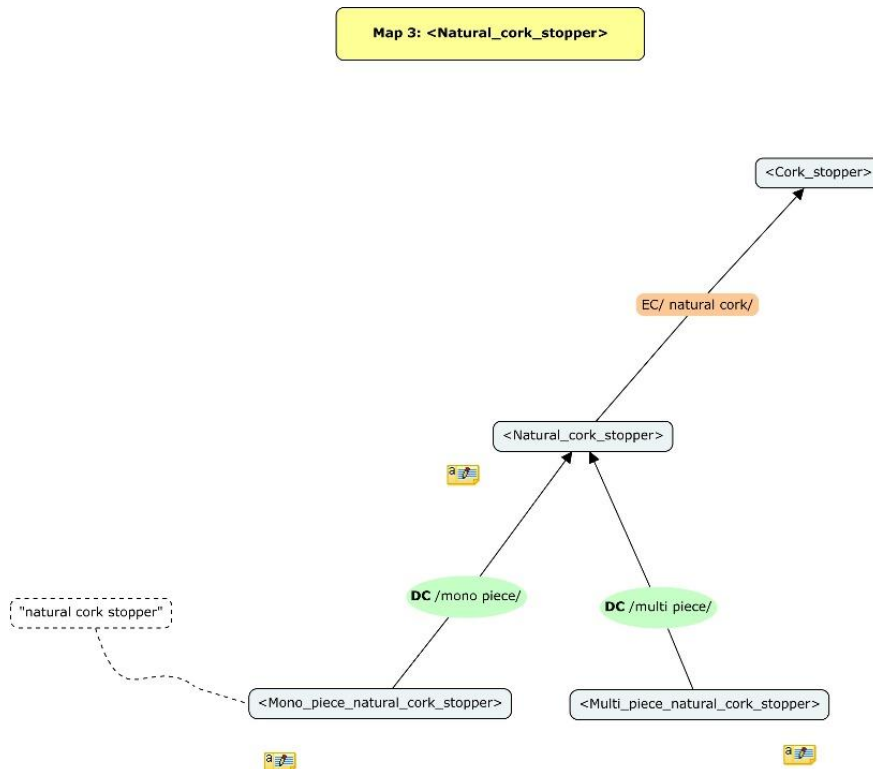 Map 3: <Natural_cork_stopper>
<Cork_stopper>
EC/ natural cork/
<Natural_cork_stopper>
a
DC /mono piece/
DC /multi piece/
"natural cork stopper"
<Mono_piece_natural_cork_stopper>
<Multi_piece_natural_cork_stopper>
a
a